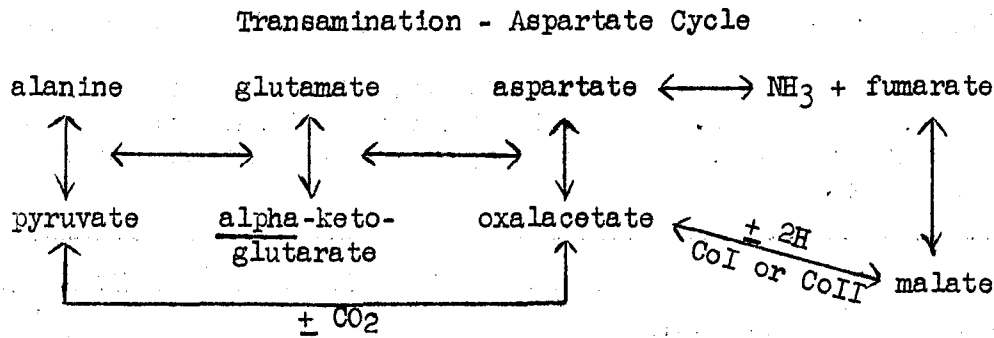 Transamination - Aspartate Cycle
alanine glutamate aspartate NH3 + fumarate
pyruvate alpha-keto- oxalacetate
glutarate
± 2H
CoI or CoII
malate
± CO2